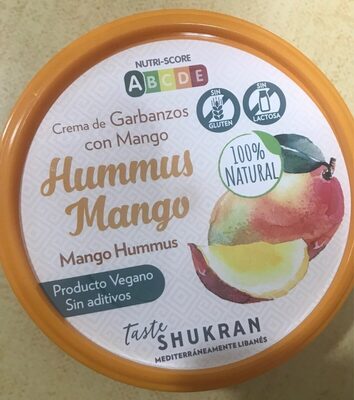 NUTRI-SCORE
ABCDE
Crema de Garbanzos
con Mango
Hummus
Mango
Mango Hummus
SIN
GLUTEN
SIN
LACTOSA
100%
NATURAL
Producto Vegano
Sin aditivos
Taste
SHUKRAN
MEDITERRÁNEAMENTE LIBANÉS